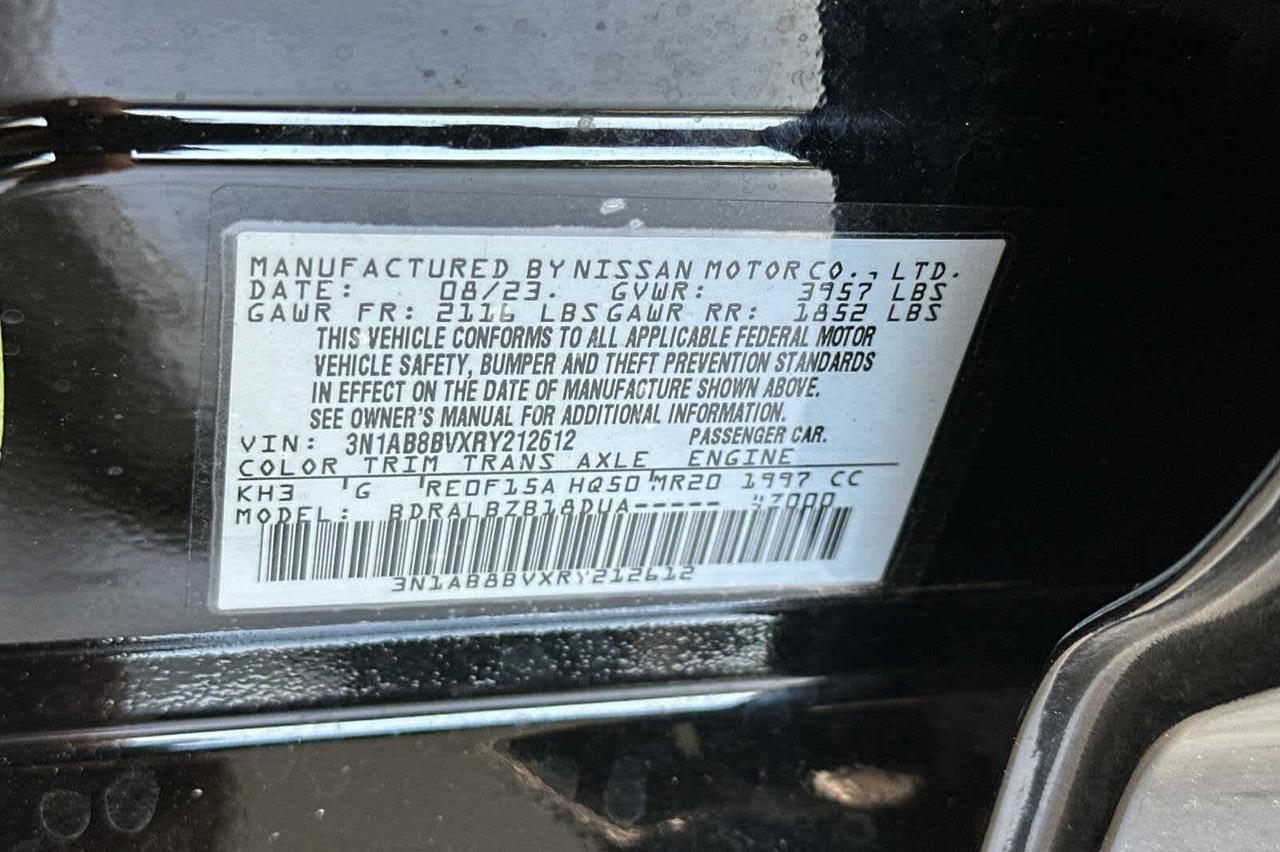 MANUFACTURED BY NISSAN MOTOR CO., LTD.
DATE: 08/23. GVWR: 3957 LBS
GAWR FR: 2116 LBS GAWR RR: 1852 LBS
THIS VEHICLE CONFORMS TO ALL APPLICABLE FEDERAL MOTOR
VEHICLE SAFETY, BUMPER AND THEFT PREVENTION STANDARDS
IN EFFECT ON THE DATE OF MANUFACTURE SHOWN ABOVE.
SEE OWNER'S MANUAL FOR ADDITIONAL INFORMATION.
VIN: 3N1AB8BVXRY212612 PASSENGER CAR.
COLOR TRIM TRANS AXLE ENGINE
KH3 G RE0F15A HQ50 MR20 1997 CC
MODEL: BDRALBZB18DUA-----
3N1AB8BVXRY212612